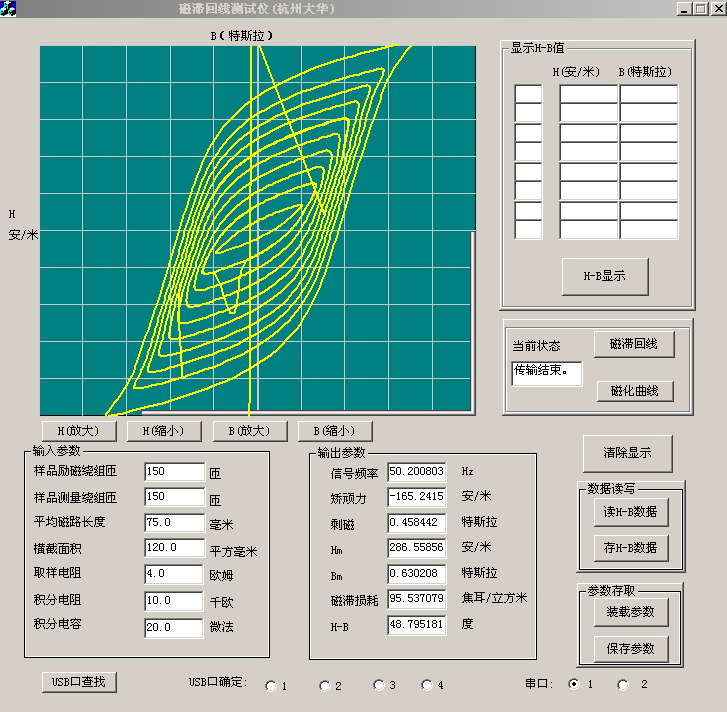 磁滞回线测试仪(杭州大华)
B(特斯拉)
H
安/米
显示H-B值
H(安/米) B(特斯拉)
H-B显示
当前状态
传输结束。
磁滞回线
磁化曲线
H(放大) H(缩小) B(放大) B(缩小)
输入参数
样品励磁绕组匝 150 匝
样品测量绕组匝 150 匝
平均磁路长度 75.0 毫米
横截面积 120.0 平方毫米
取样电阻 4.0 欧姆
积分电阻 10.0 千欧
积分电容 20.0 微法
输出参数
信号频率 50.200803 Hz
矫顽力 -165.2415 安/米
剩磁 0.458442 特斯拉
Hm 286.55856 安/米
Bm 0.630208 特斯拉
磁滞损耗 95.537079 焦耳/立方米
H-B 48.795181 度
清除显示
数据读写
读H-B数据
存H-B数据
参数存取
装载参数
保存参数
USB口查找 USB口确定: 1 2 3 4 串口: 1 2